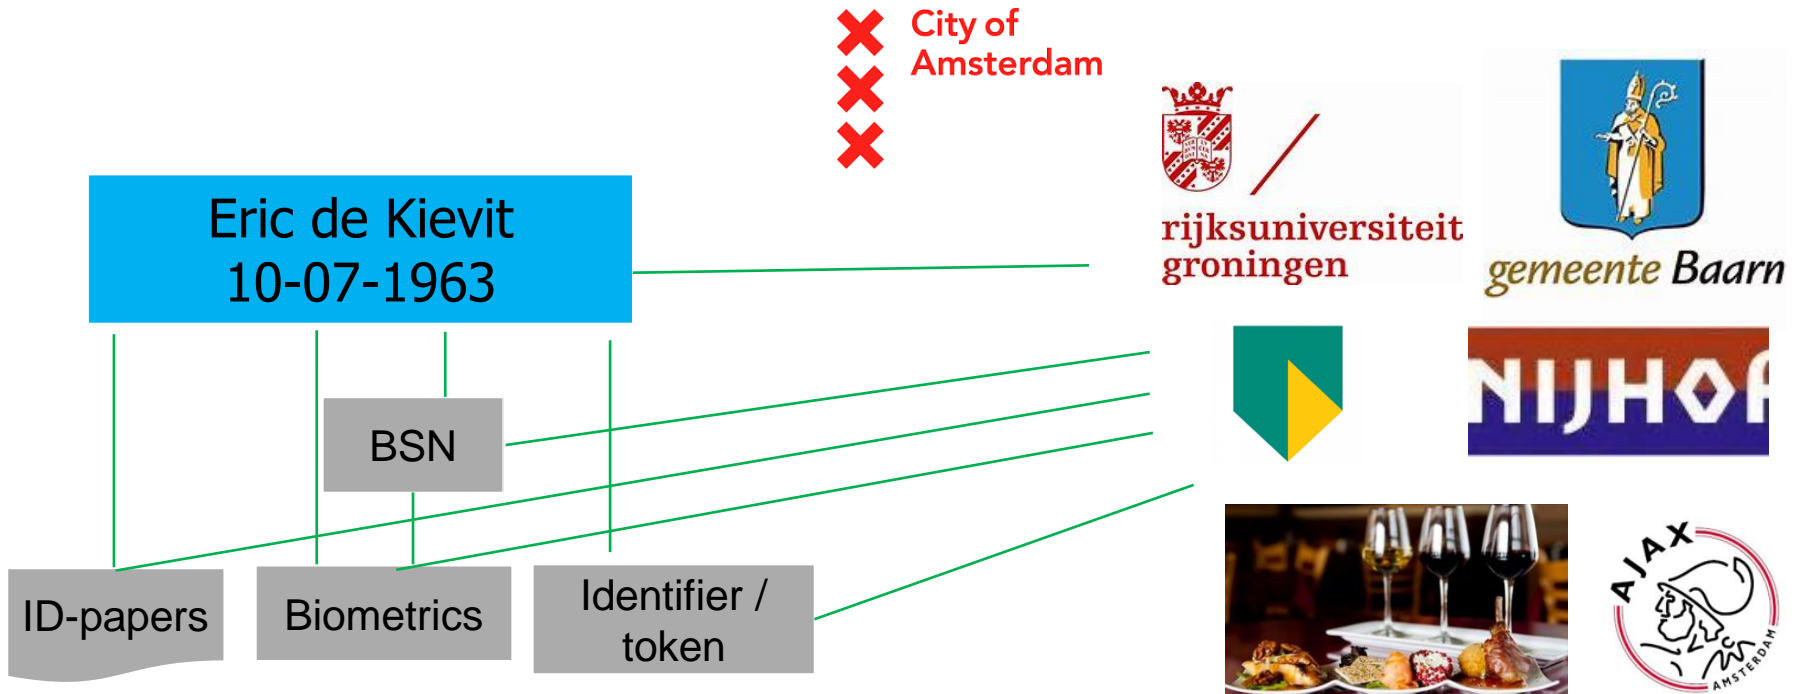 City of
Amsterdam
rijksuniversiteit
groningen
gemeente Baarn
Eric de Kievit
10-07-1963
NIJHOF
BSN
ID-papers
Biometrics
Identifier /
token
AJAX
AMSTERDAM